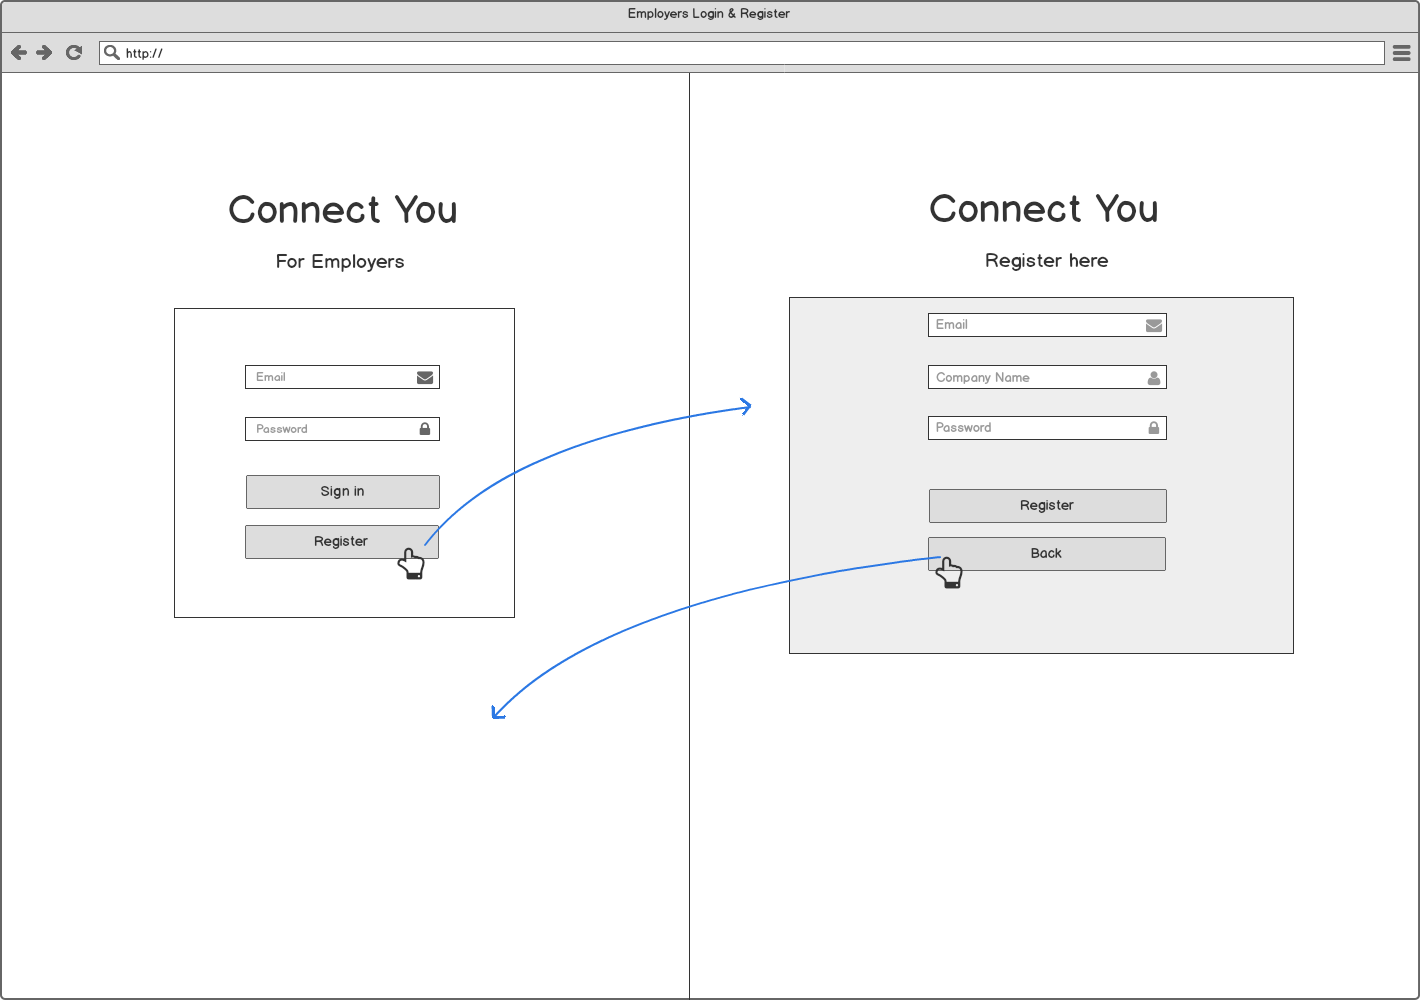 Employers Login & Register
http://
Connect You
For Employers
Email
Password
Sign in
Register
Connect You
Register here
Email
Company Name
Password
Register
Back